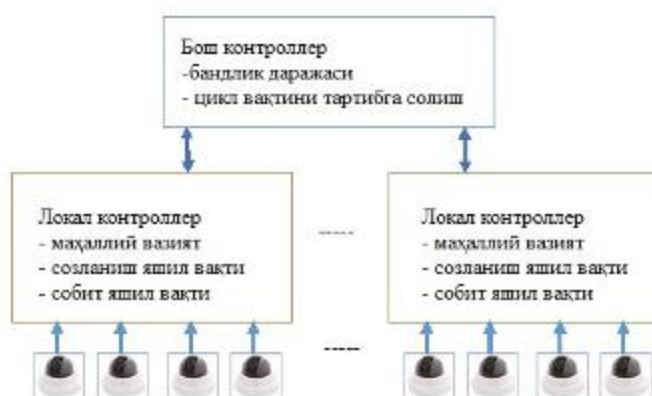 Бош контроллер
-бандлик даражаси
- цикл вақтини тартибга солиш
Локал контроллер
- маҳаллий вазият
- созланиш яшил вақти
- собит яшил вақти
-----
Локал контроллер
- маҳаллий вазият
- созланиш яшил вақти
- собит яшил вақти
-----